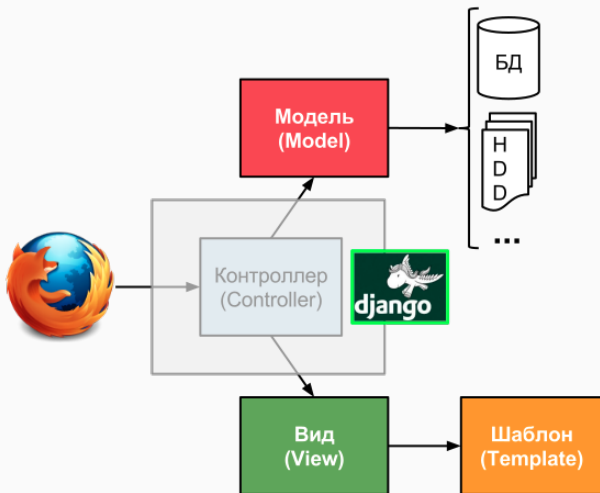 БД
Модель
(Model)
H
D
D
...
Контроллер
(Controller)
django
Вид
(View)
Шаблон
(Template)